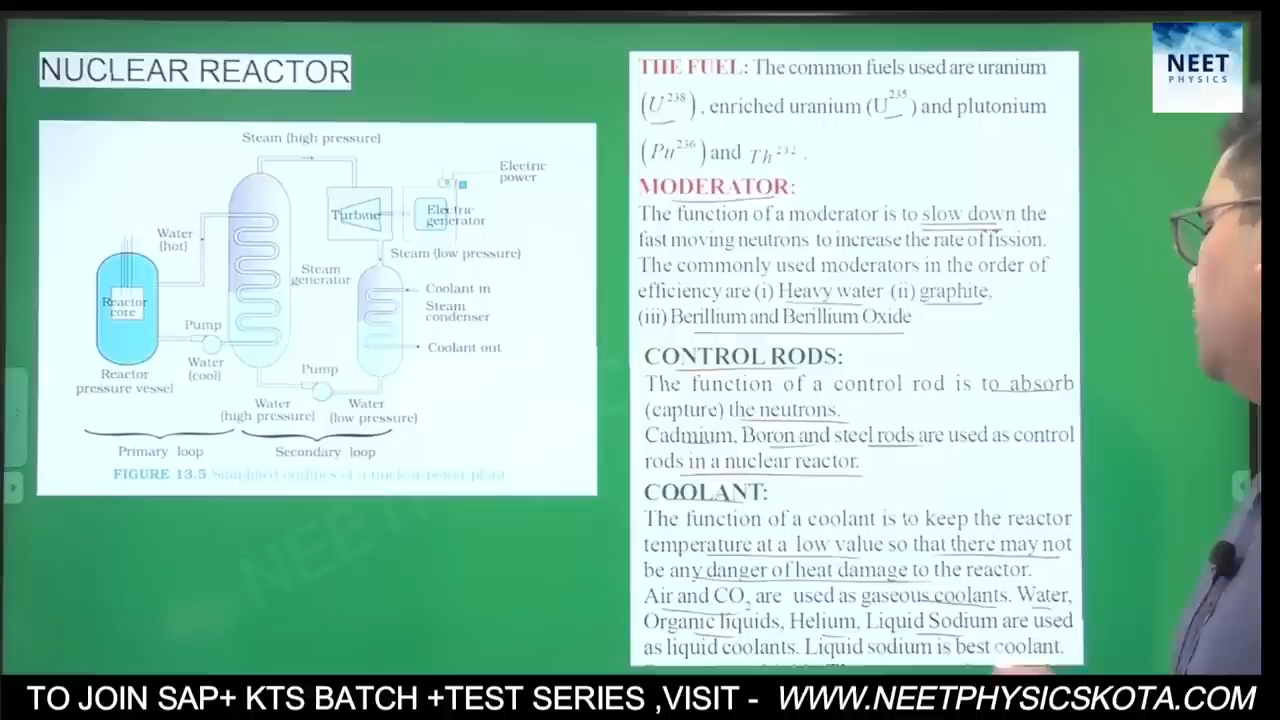 NUCLEAR REACTOR
Steam (high pressure)
Electric
power
Turbine
Electric
generator
Water
(hot)
Steam (low pressure)
Steam
generator
Coolant in
Reactor
core
Steam
condenser
Pump
Coolant out
Water
(cool)
Reactor
pressure vessel
Pump
Water
(high pressure)
Water
(low pressure)
Primary loop
Secondary loop
FIGURE 13.5 Simplified outlines of a nuclear power plant
THE FUEL: The common fuels used are uranium
(U²³⁸), enriched uranium (U²³⁵) and plutonium
(Pu²³⁶) and Th²³².
MODERATOR:
The function of a moderator is to slow down the
fast moving neutrons to increase the rate of fission.
The commonly used moderators in the order of
efficiency are (i) Heavy water (ii) graphite,
(iii) Berillium and Berillium Oxide
CONTROL RODS:
The function of a control rod is to absorb
(capture) the neutrons.
Cadmium, Boron and steel rods are used as control
rods in a nuclear reactor.
COOLANT:
The function of a coolant is to keep the reactor
temperature at a low value so that there may not
be any danger of heat damage to the reactor.
Air and CO₂ are used as gaseous coolants. Water,
Organic liquids, Helium, Liquid Sodium are used
as liquid coolants. Liquid sodium is best coolant.
NEET
PHYSICS
TO JOIN SAP+ KTS BATCH +TEST SERIES ,VISIT - WWW.NEETPHYSICSKOTA.COM